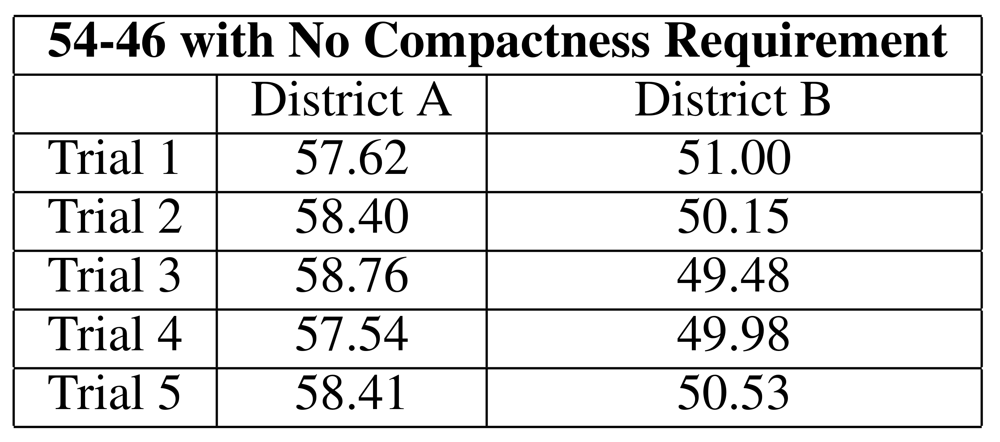 54-46 with No Compactness Requirement
District A District B
Trial 1 57.62 51.00
Trial 2 58.40 50.15
Trial 3 58.76 49.48
Trial 4 57.54 49.98
Trial 5 58.41 50.53